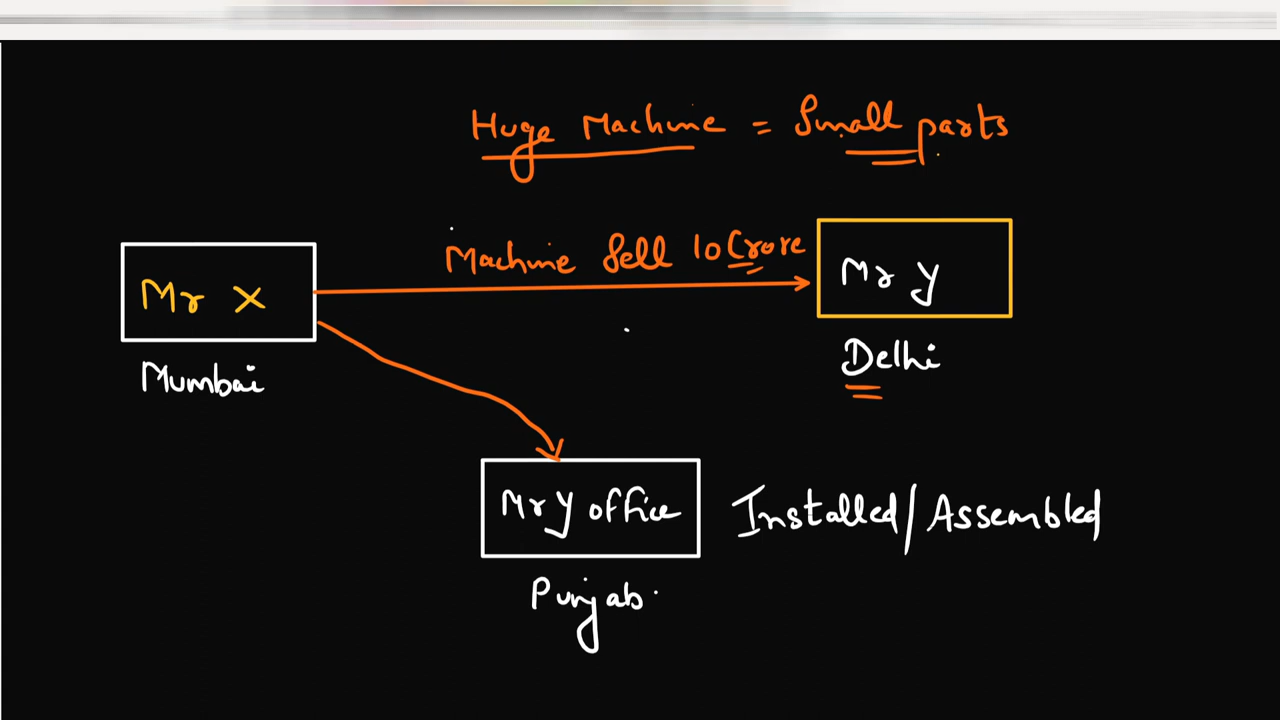 Huge Machine = Small parts
Machine Sell 10 Crore
Mr X
Mr y
Mumbai
Delhi
Mr y office
Installed/Assembled
Punjab